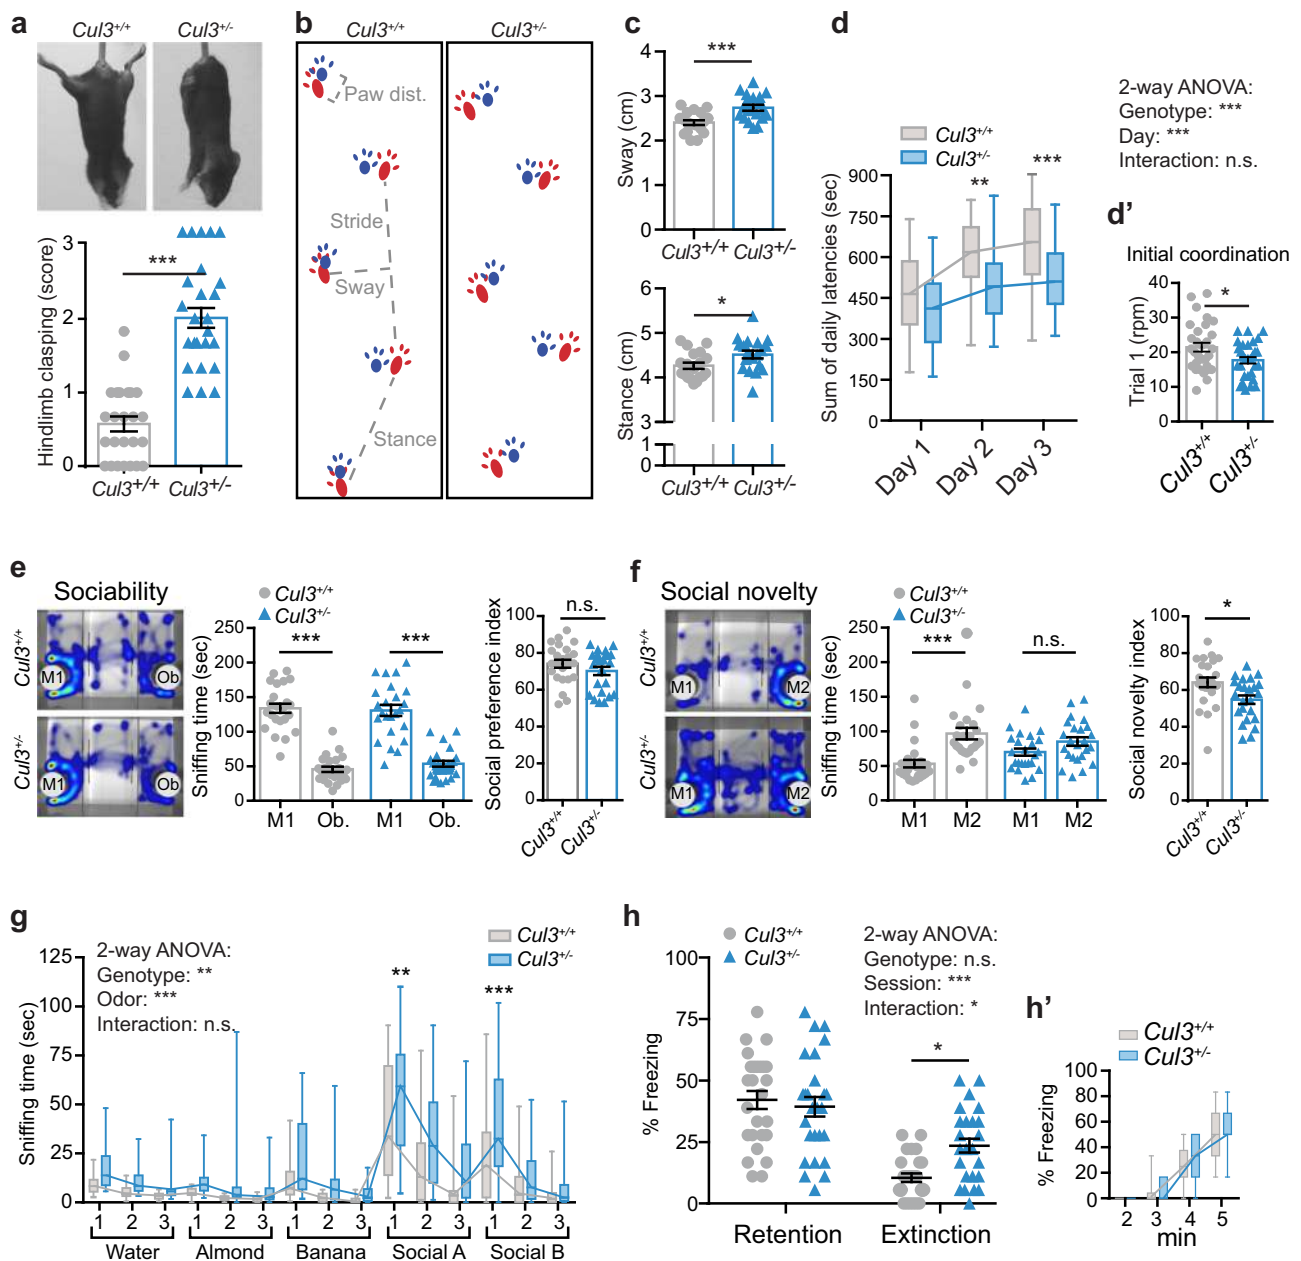 a
Cul3+/+
Cul3+/-
Hindlimb clasping (score)
3
2
1
0
***
Cul3+/+
Cul3+/-
b
Cul3+/+
Cul3+/-
Paw dist.
Stride
Sway
Stance
c
Sway (cm)
4
3
2
1
0
***
Cul3+/+
Cul3+/-
Stance (cm)
6
5
4
3
1
0
*
Cul3+/+
Cul3+/-
d
2-way ANOVA:
Genotype: ***
Day: ***
Interaction: n.s.
Cul3+/+
Cul3+/-
Sum of daily latencies (sec)
900
750
600
450
300
150
0
**
***
Day 1
Day 2
Day 3
d'
Initial coordination
Trial 1 (rpm)
40
30
20
10
0
*
Cul3+/+
Cul3+/-
e
Sociability
Cul3+/+
M1
Ob
Cul3+/-
M1
Ob
Cul3+/+
Cul3+/-
Sniffing time (sec)
250
200
150
100
50
0
***
***
M1
Ob.
M1
Ob.
Social preference index
100
80
60
40
20
0
n.s.
Cul3+/+
Cul3+/-
f
Social novelty
Cul3+/+
M1
M2
Cul3+/-
M1
M2
Cul3+/+
Cul3+/-
Sniffing time (sec)
250
200
150
100
50
0
***
n.s.
M1
M2
M1
M2
Social novelty index
100
80
60
40
20
0
*
Cul3+/+
Cul3+/-
g
2-way ANOVA:
Genotype: **
Odor: ***
Interaction: n.s.
Cul3+/+
Cul3+/-
Sniffing time (sec)
125
100
75
50
25
0
**
***
1 2 3 1 2 3 1 2 3 1 2 3 1 2 3
Water Almond Banana Social A Social B
h
Cul3+/+
Cul3+/-
2-way ANOVA:
Genotype: n.s.
Session: ***
Interaction: *
% Freezing
100
75
50
25
0
*
Retention
Extinction
h'
Cul3+/+
Cul3+/-
% Freezing
100
80
60
40
20
0
2 3 4 5
min